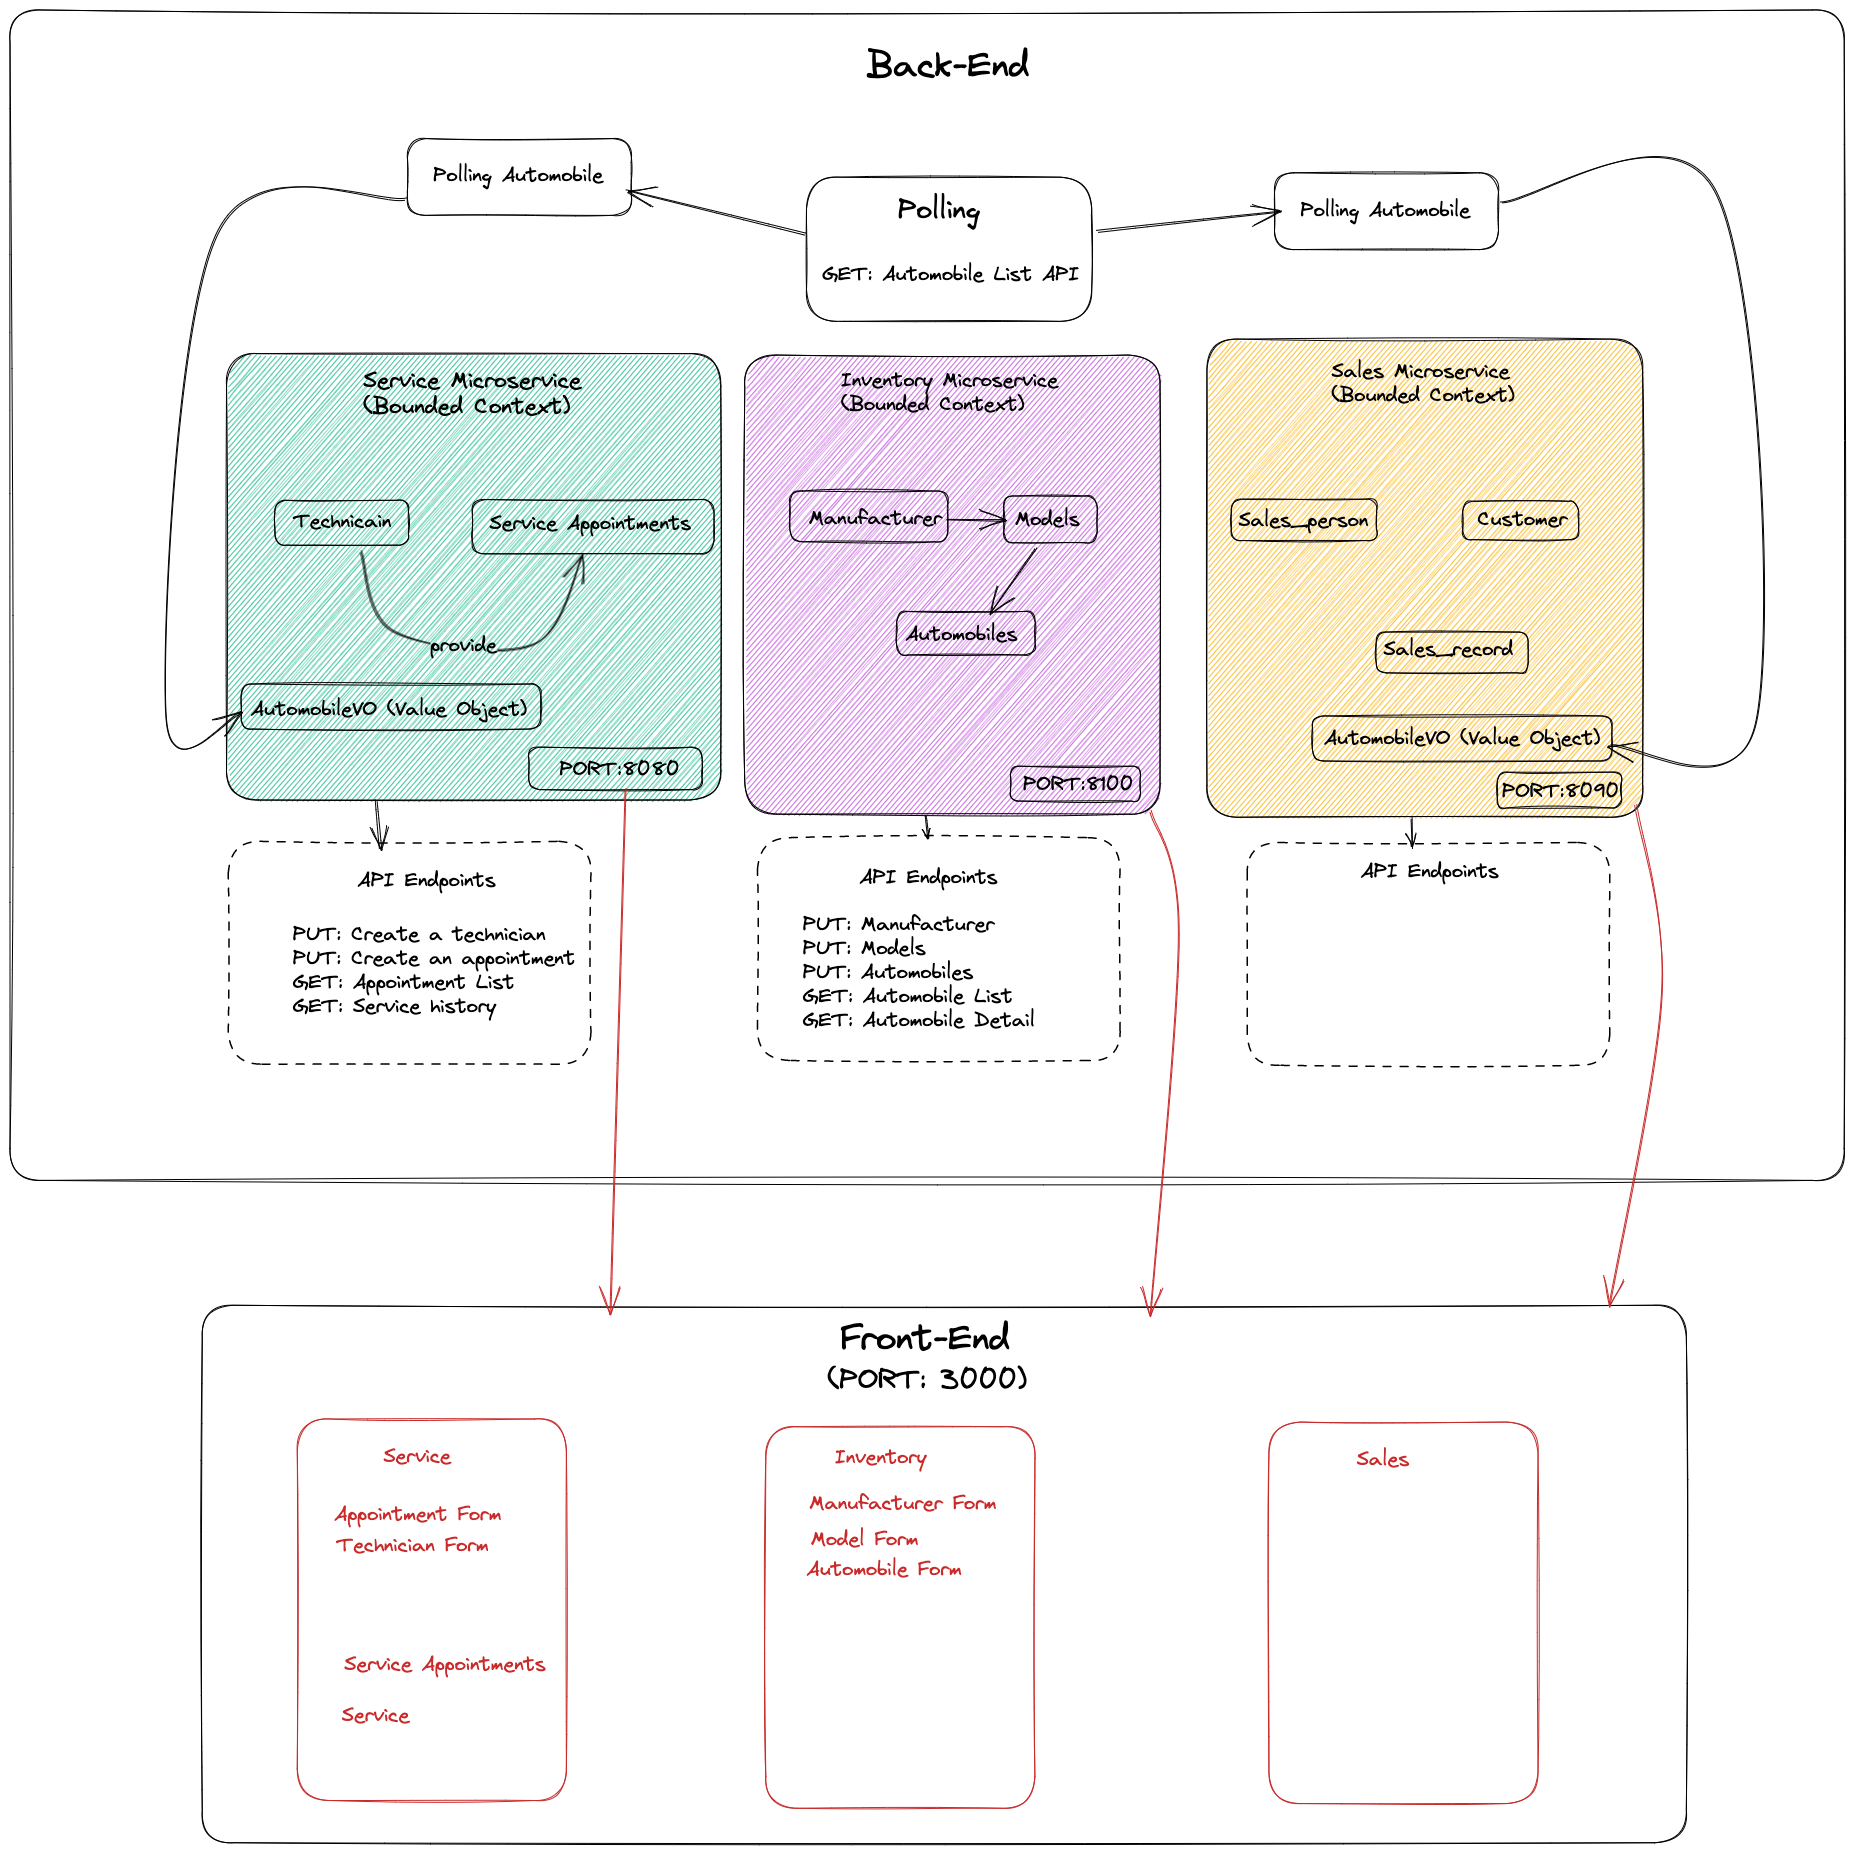 Back-End
Polling Automobile
Polling
GET: Automobile List API
Polling Automobile
Service Microservice
(Bounded Context)
Technicain
Service Appointments
provide
AutomobileVO (Value Object)
PORT:8080
Inventory Microservice
(Bounded Context)
Manufacturer
Models
Automobiles
PORT:8100
Sales Microservice
(Bounded Context)
Sales_person
Customer
Sales_record
AutomobileVO (Value Object)
PORT:8090
API Endpoints
PUT: Create a technician
PUT: Create an appointment
GET: Appointment List
GET: Service history
API Endpoints
PUT: Manufacturer
PUT: Models
PUT: Automobiles
GET: Automobile List
GET: Automobile Detail
API Endpoints
Front-End
(PORT: 3000)
Service
Appointment Form
Technician Form
Service Appointments
Service
Inventory
Manufacturer Form
Model Form
Automobile Form
Sales